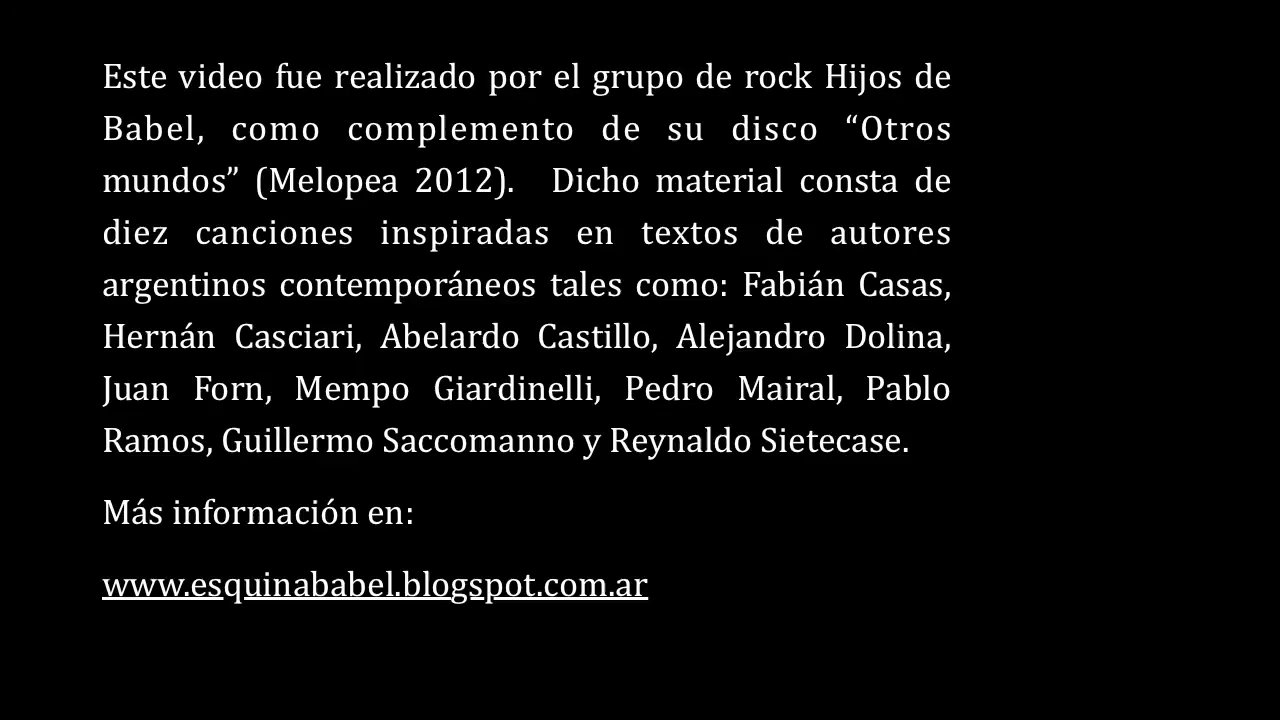 Este video fue realizado por el grupo de rock Hijos de
Babel, como complemento de su disco “Otros
mundos” (Melopea 2012).  Dicho material consta de
diez canciones inspiradas en textos de autores
argentinos contemporáneos tales como: Fabián Casas,
Hernán Casciari, Abelardo Castillo, Alejandro Dolina,
Juan Forn, Mempo Giardinelli, Pedro Mairal, Pablo
Ramos, Guillermo Saccomanno y Reynaldo Sietecase.
Más información en:
www.esquinababel.blogspot.com.ar